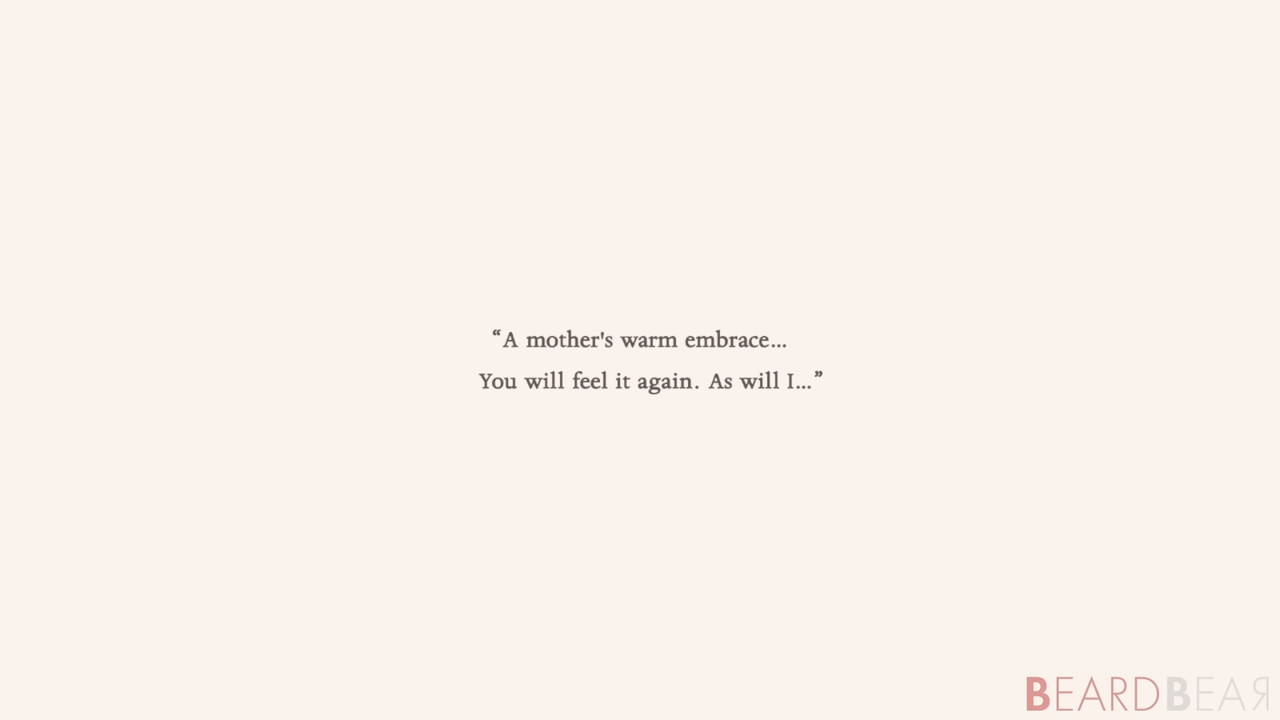 “A mother's warm embrace...
You will feel it again. As will I...”
BEARDBEAR